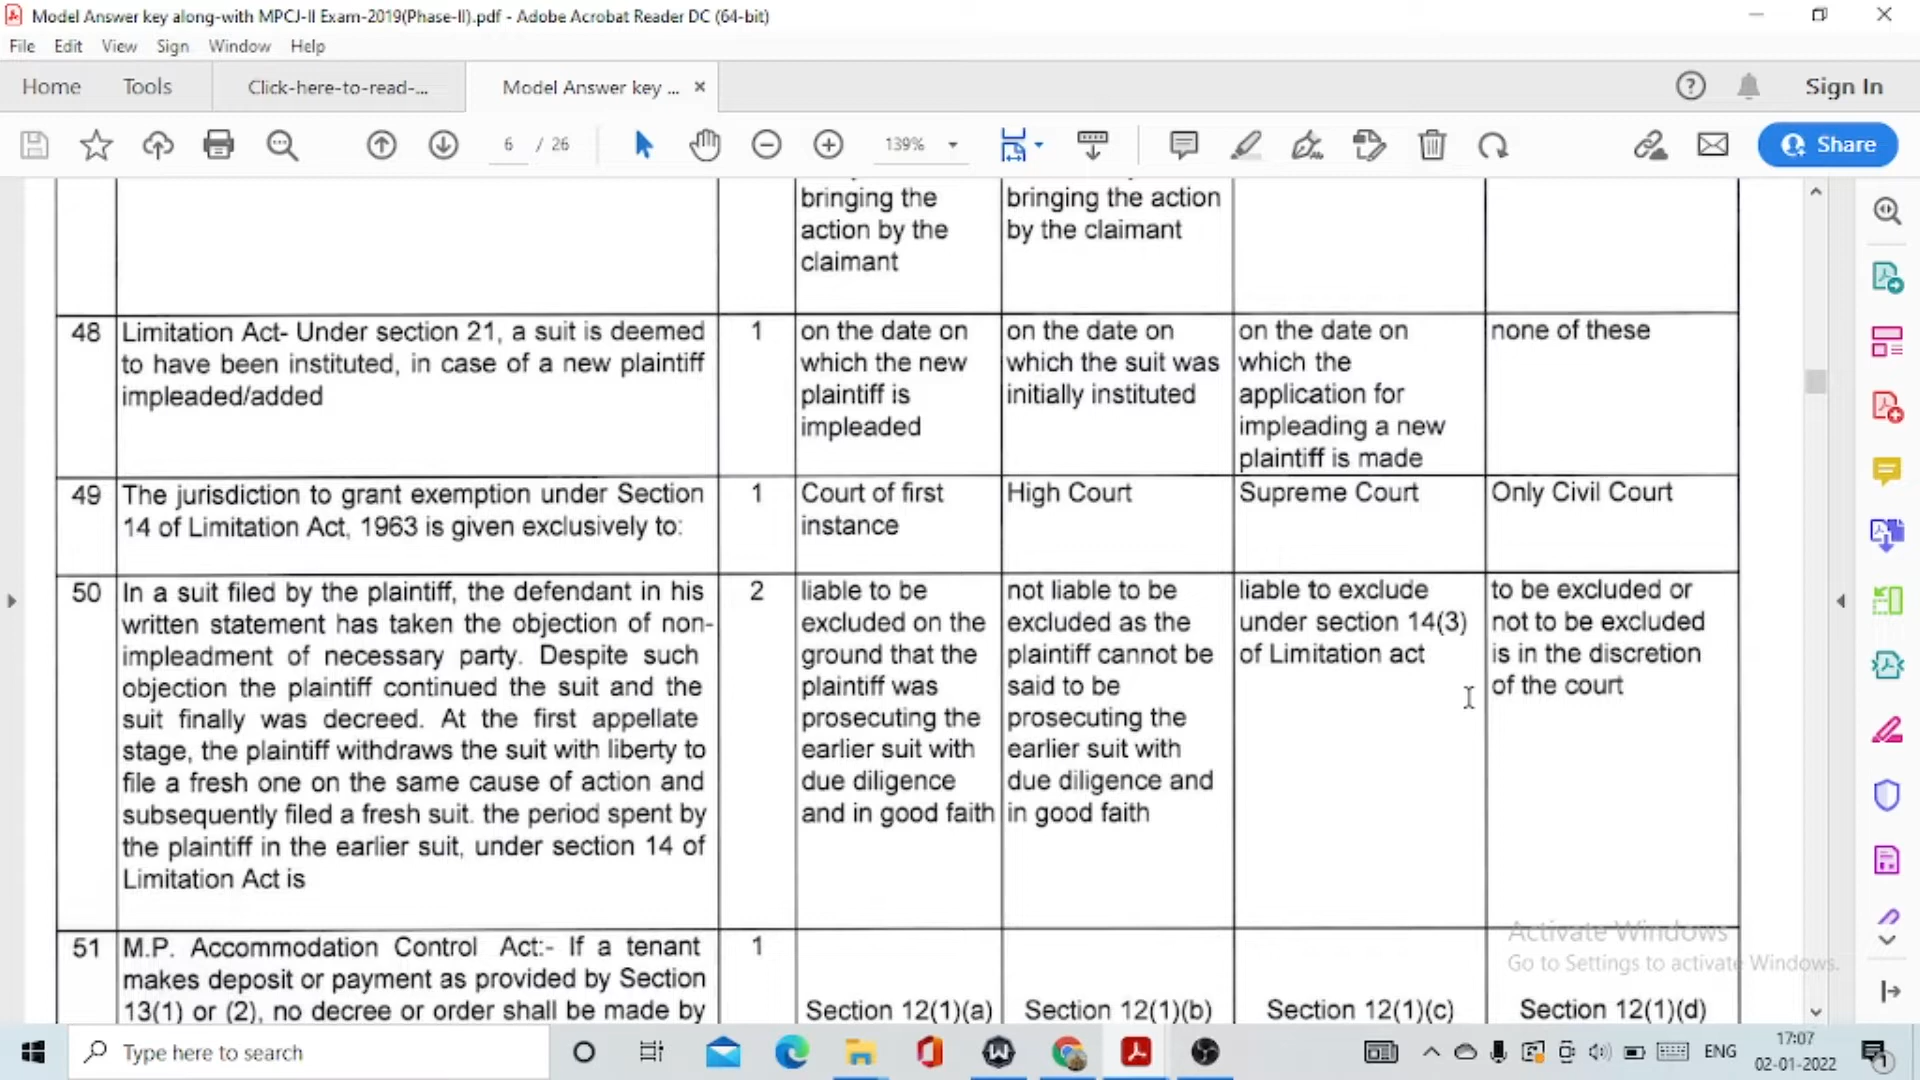 Model Answer key along-with MPCJ-II Exam-2019(Phase-II).pdf - Adobe Acrobat Reader DC (64-bit)
File Edit View Sign Window Help
Home Tools Click-here-to-read-... Model Answer key ... × Sign In
6 / 26 139% Share
bringing the
action by the
claimant
bringing the action
by the claimant
48
Limitation Act- Under section 21, a suit is deemed
to have been instituted, in case of a new plaintiff
impleaded/added
1
on the date on
which the new
plaintiff is
impleaded
on the date on
which the suit was
initially instituted
on the date on
which the
application for
impleading a new
plaintiff is made
none of these
49
The jurisdiction to grant exemption under Section
14 of Limitation Act, 1963 is given exclusively to:
1
Court of first
instance
High Court
Supreme Court
Only Civil Court
50
In a suit filed by the plaintiff, the defendant in his
written statement has taken the objection of non-
impleadment of necessary party. Despite such
objection the plaintiff continued the suit and the
suit finally was decreed. At the first appellate
stage, the plaintiff withdraws the suit with liberty to
file a fresh one on the same cause of action and
subsequently filed a fresh suit. the period spent by
the plaintiff in the earlier suit, under section 14 of
Limitation Act is
2
liable to be
excluded on the
ground that the
plaintiff was
prosecuting the
earlier suit with
due diligence
and in good faith
not liable to be
excluded as the
plaintiff cannot be
said to be
prosecuting the
earlier suit with
due diligence and
in good faith
liable to exclude
under section 14(3)
of Limitation act
to be excluded or
not to be excluded
is in the discretion
of the court
51
M.P. Accommodation Control Act:- If a tenant
makes deposit or payment as provided by Section
13(1) or (2), no decree or order shall be made by
1
Section 12(1)(a)
Section 12(1)(b)
Section 12(1)(c)
Section 12(1)(d)
Activate Windows
Go to Settings to activate Windows.
Type here to search
ENG
17:07
02-01-2022
1